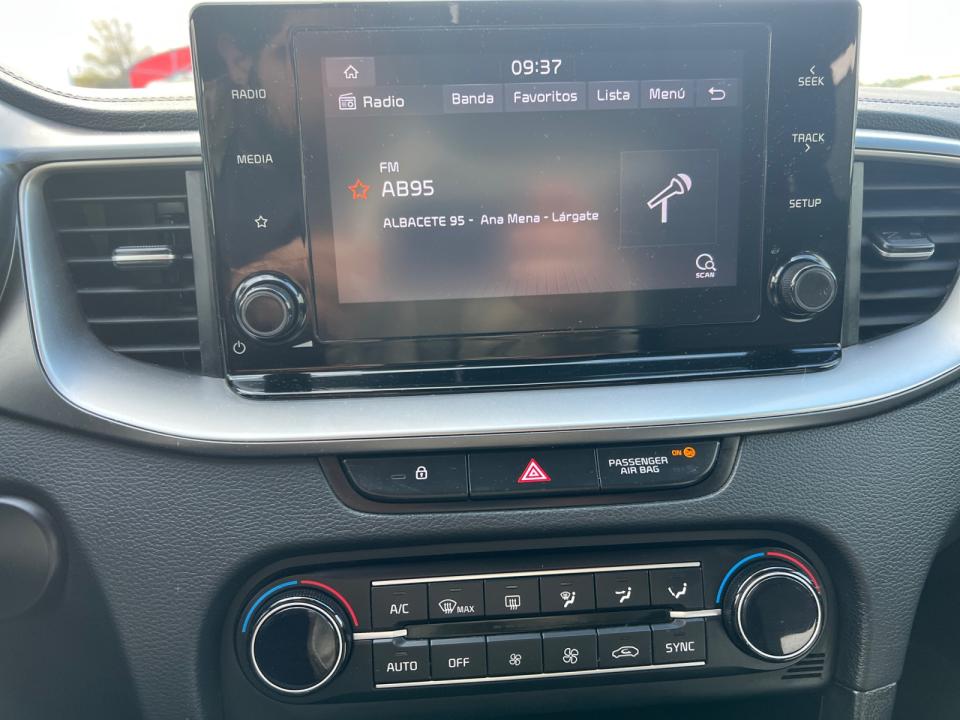 09:37
Radio Banda Favoritos Lista Menú
RADIO
MEDIA
SEEK
TRACK
SETUP
FM
AB95
ALBACETE 95 - Ana Mena - Lárgate
SCAN
PASSENGER
AIR BAG
ON
A/C
MAX
AUTO
OFF
SYNC